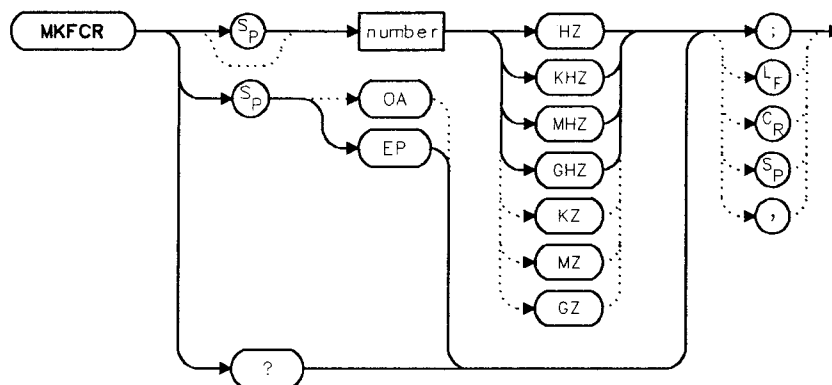 MKFCR
SP
number
HZ
;
KHZ
LF
SP
OA
MHZ
CR
EP
GHZ
SP
KZ
,
MZ
GZ
?